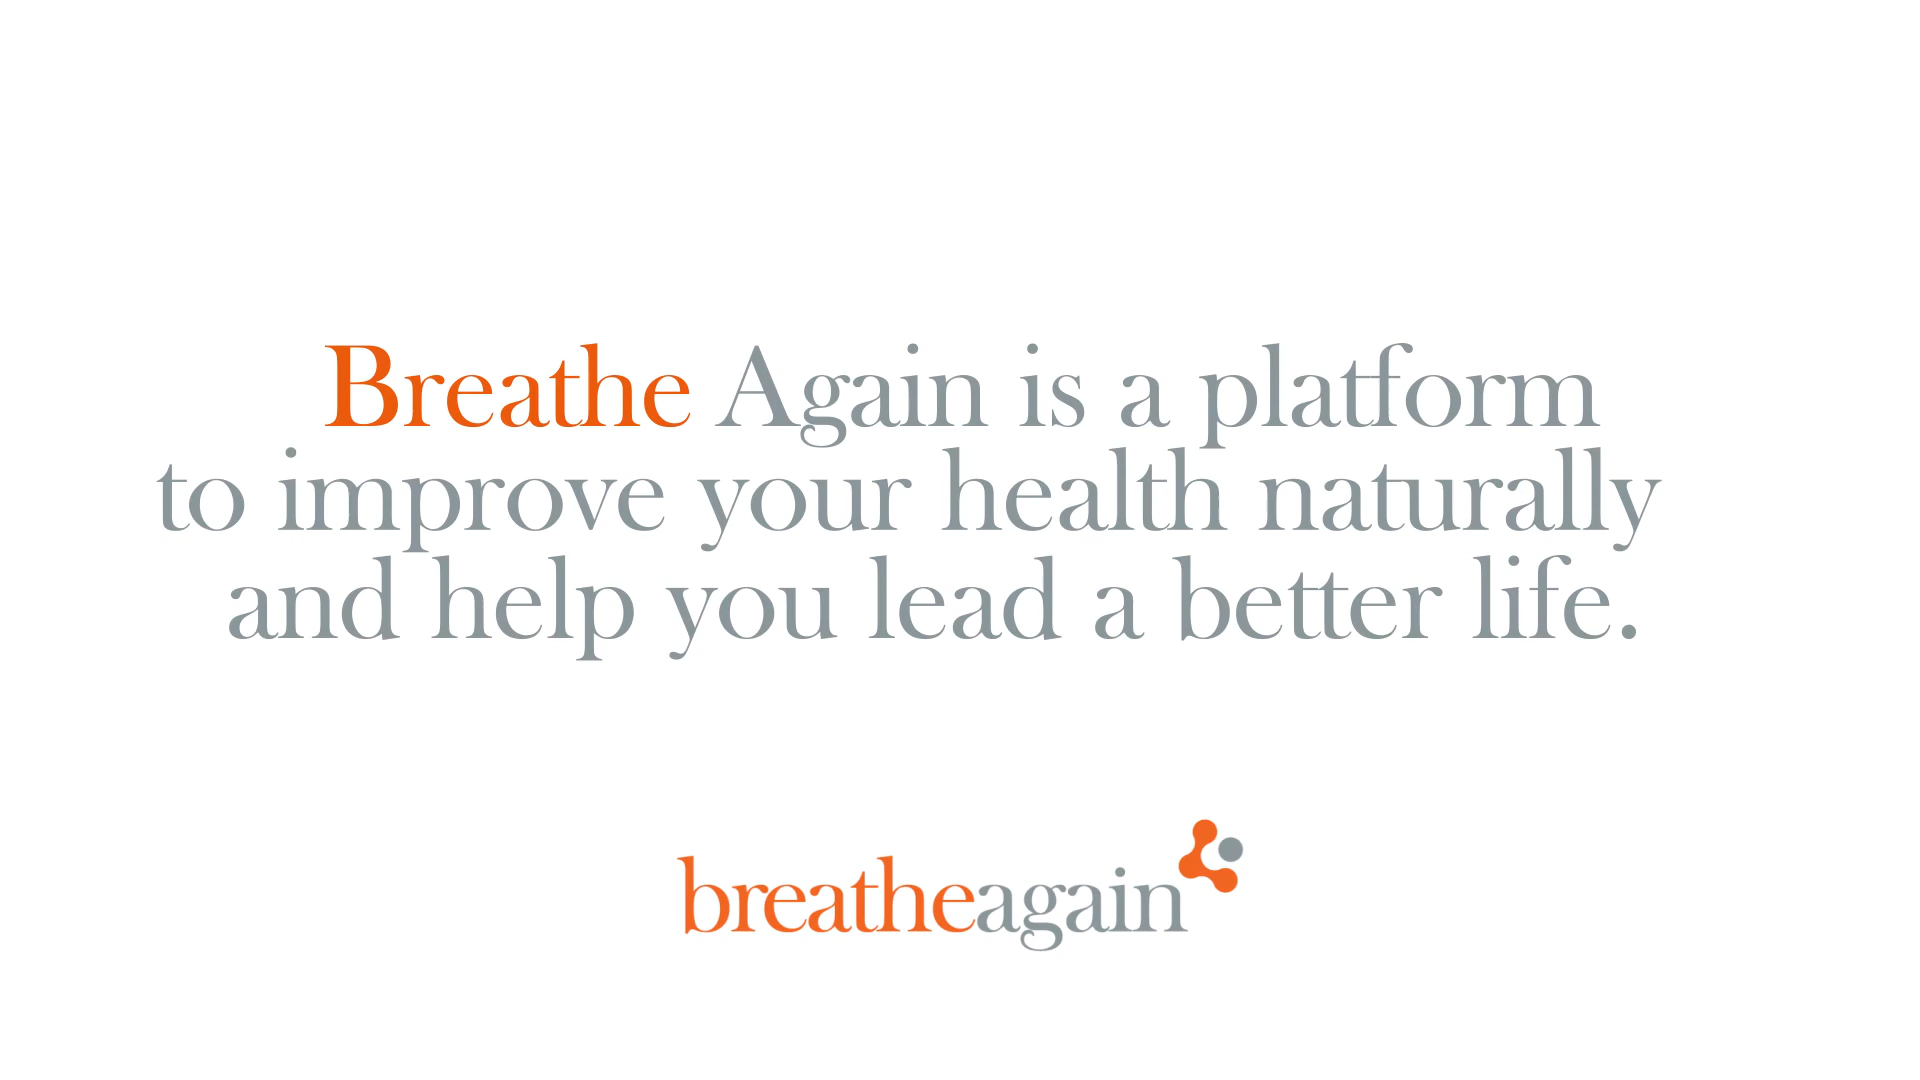 Breathe Again is a platform
to improve your health naturally
and help you lead a better life.
breatheagain